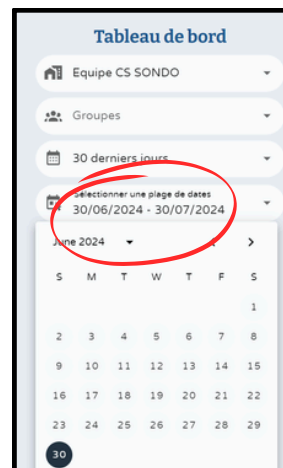 Tableau de bord
Equipe CS SONDO
Groupes
30 derniers jours
Sélectionner une plage de dates
30/06/2024 - 30/07/2024
June 2024
S M T W T F S
1
2 3 4 5 6 7 8
9 10 11 12 13 14 15
16 17 18 19 20 21 22
23 24 25 26 27 28 29
30